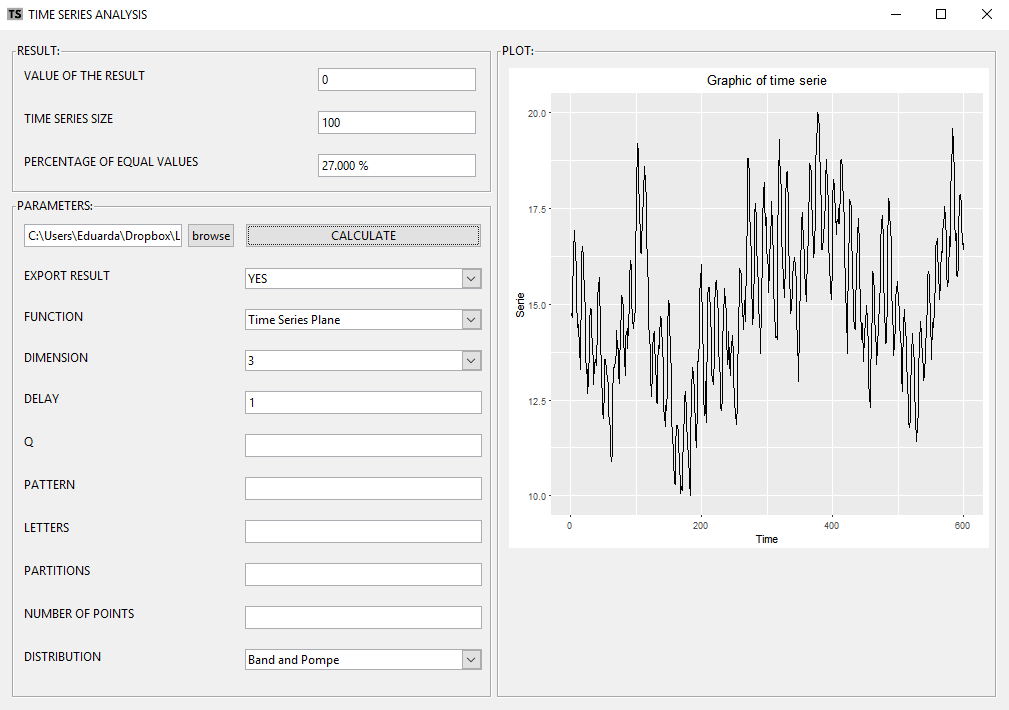 TS TIME SERIES ANALYSIS
RESULT:
VALUE OF THE RESULT 0
TIME SERIES SIZE 100
PERCENTAGE OF EQUAL VALUES 27.000 %
PARAMETERS:
C:\Users\Eduarda\Dropbox\L browse CALCULATE
EXPORT RESULT YES
FUNCTION Time Series Plane
DIMENSION 3
DELAY 1
Q
PATTERN
LETTERS
PARTITIONS
NUMBER OF POINTS
DISTRIBUTION Band and Pompe
PLOT:
Graphic of time serie
20.0
17.5
15.0
12.5
10.0
Serie
0 200 400 600
Time